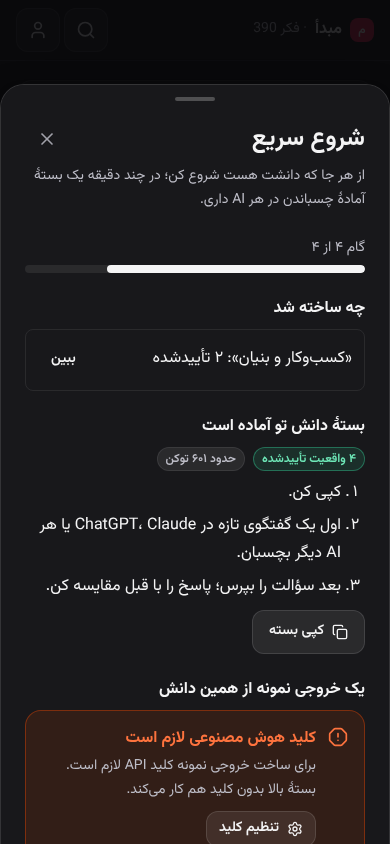 م مبدأ · 390 فکر
شروع سریع
از هر جا که دانشت هست شروع کن؛ در چند دقیقه یک بستهٔ
آمادهٔ چسباندن در هر AI داری.
گام ۴ از ۴
چه ساخته شد
«کسب‌وکار و بنیان»: ۲ تأییدشده
ببین
بستهٔ دانش تو آماده است
۴ واقعیت تأییدشده
حدود ۶۰۱ توکن
۱. کپی کن.
۲. اول یک گفتگوی تازه در ChatGPT، Claude یا هر
AI دیگر بچسبان.
۳. بعد سؤالت را بپرس؛ پاسخ را با قبل مقایسه کن.
کپی بسته
یک خروجی نمونه از همین دانش
کلید هوش مصنوعی لازم است
برای ساخت خروجی نمونه کلید API لازم است.
بستهٔ بالا بدون کلید هم کار می‌کند.
تنظیم کلید